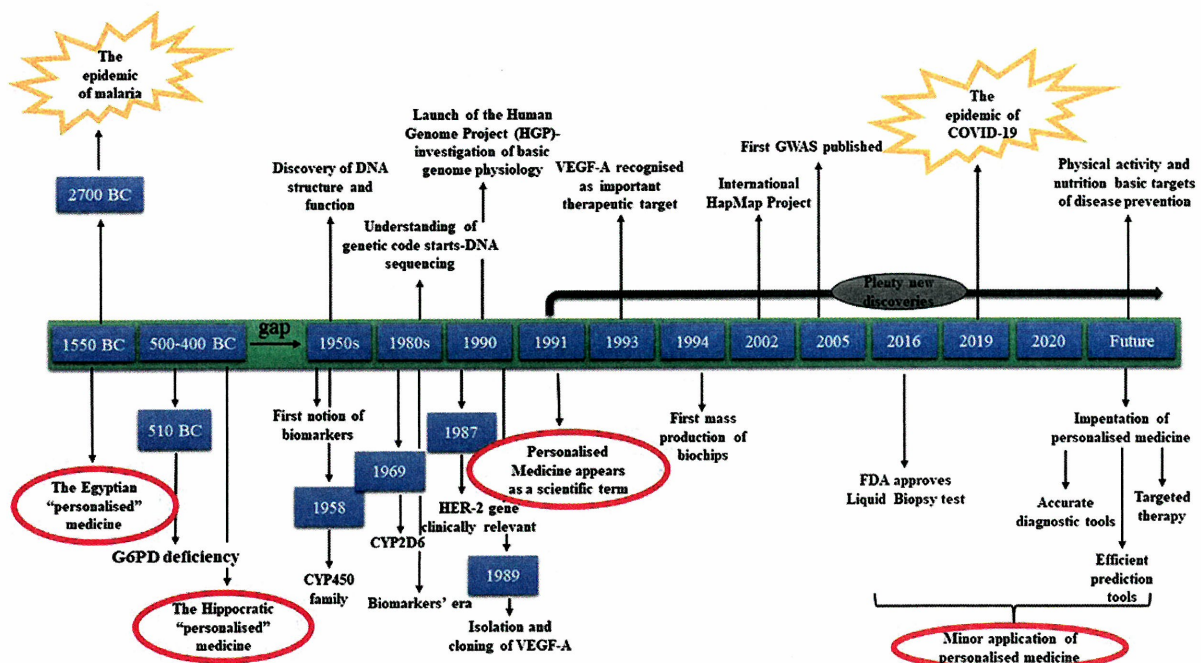 The
epidemic
of malaria
2700 BC
Discovery of DNA
structure and
function
Understanding of
genetic code starts-DNA
sequencing
Launch of the Human
Genome Project (HGP)-
investigation of basic
genome physiology
VEGF-A recognised
as important
therapeutic target
International
HapMap Project
First GWAS published
The
epidemic of
COVID-19
Physical activity and
nutrition basic targets
of disease prevention
Plenty new
discoveries
1550 BC
500-400 BC
gap
1950s
1980s
1990
1991
1993
1994
2002
2005
2016
2019
2020
Future
The Egyptian
“personalised”
medicine
510 BC
G6PD deficiency
The Hippocratic
“personalised”
medicine
First notion of
biomarkers
1958
CYP450
family
1969
CYP2D6
Biomarkers’ era
1987
HER-2 gene
clinically relevant
1989
Isolation and
cloning of VEGF-A
Personalised
Medicine appears
as a scientific term
First mass
production of
biochips
FDA approves
Liquid Biopsy test
Impentation of
personalised medicine
Accurate
diagnostic tools
Efficient
prediction
tools
Targeted
therapy
Minor application of
personalised medicine